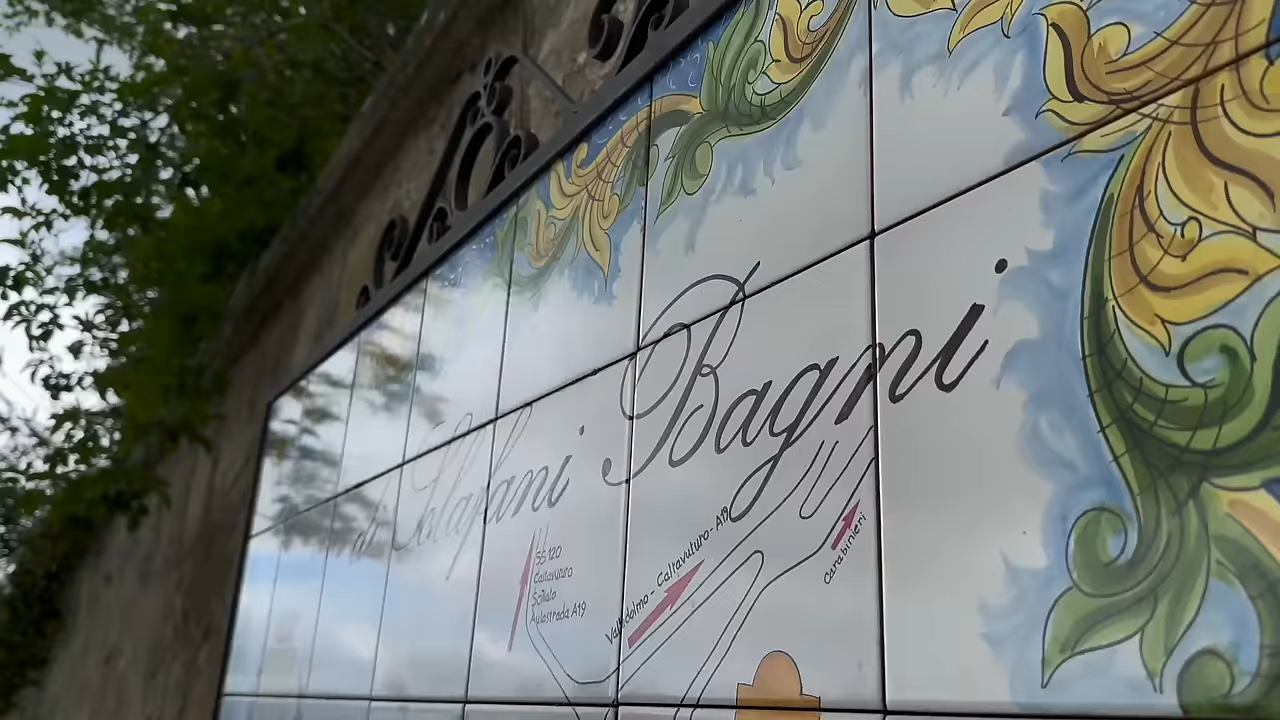 di Sclafani Bagni
SS 120
Caltavuturo
Scillato
Autostrada A19
Valledolmo - Caltavuturo - A19
Carabinieri